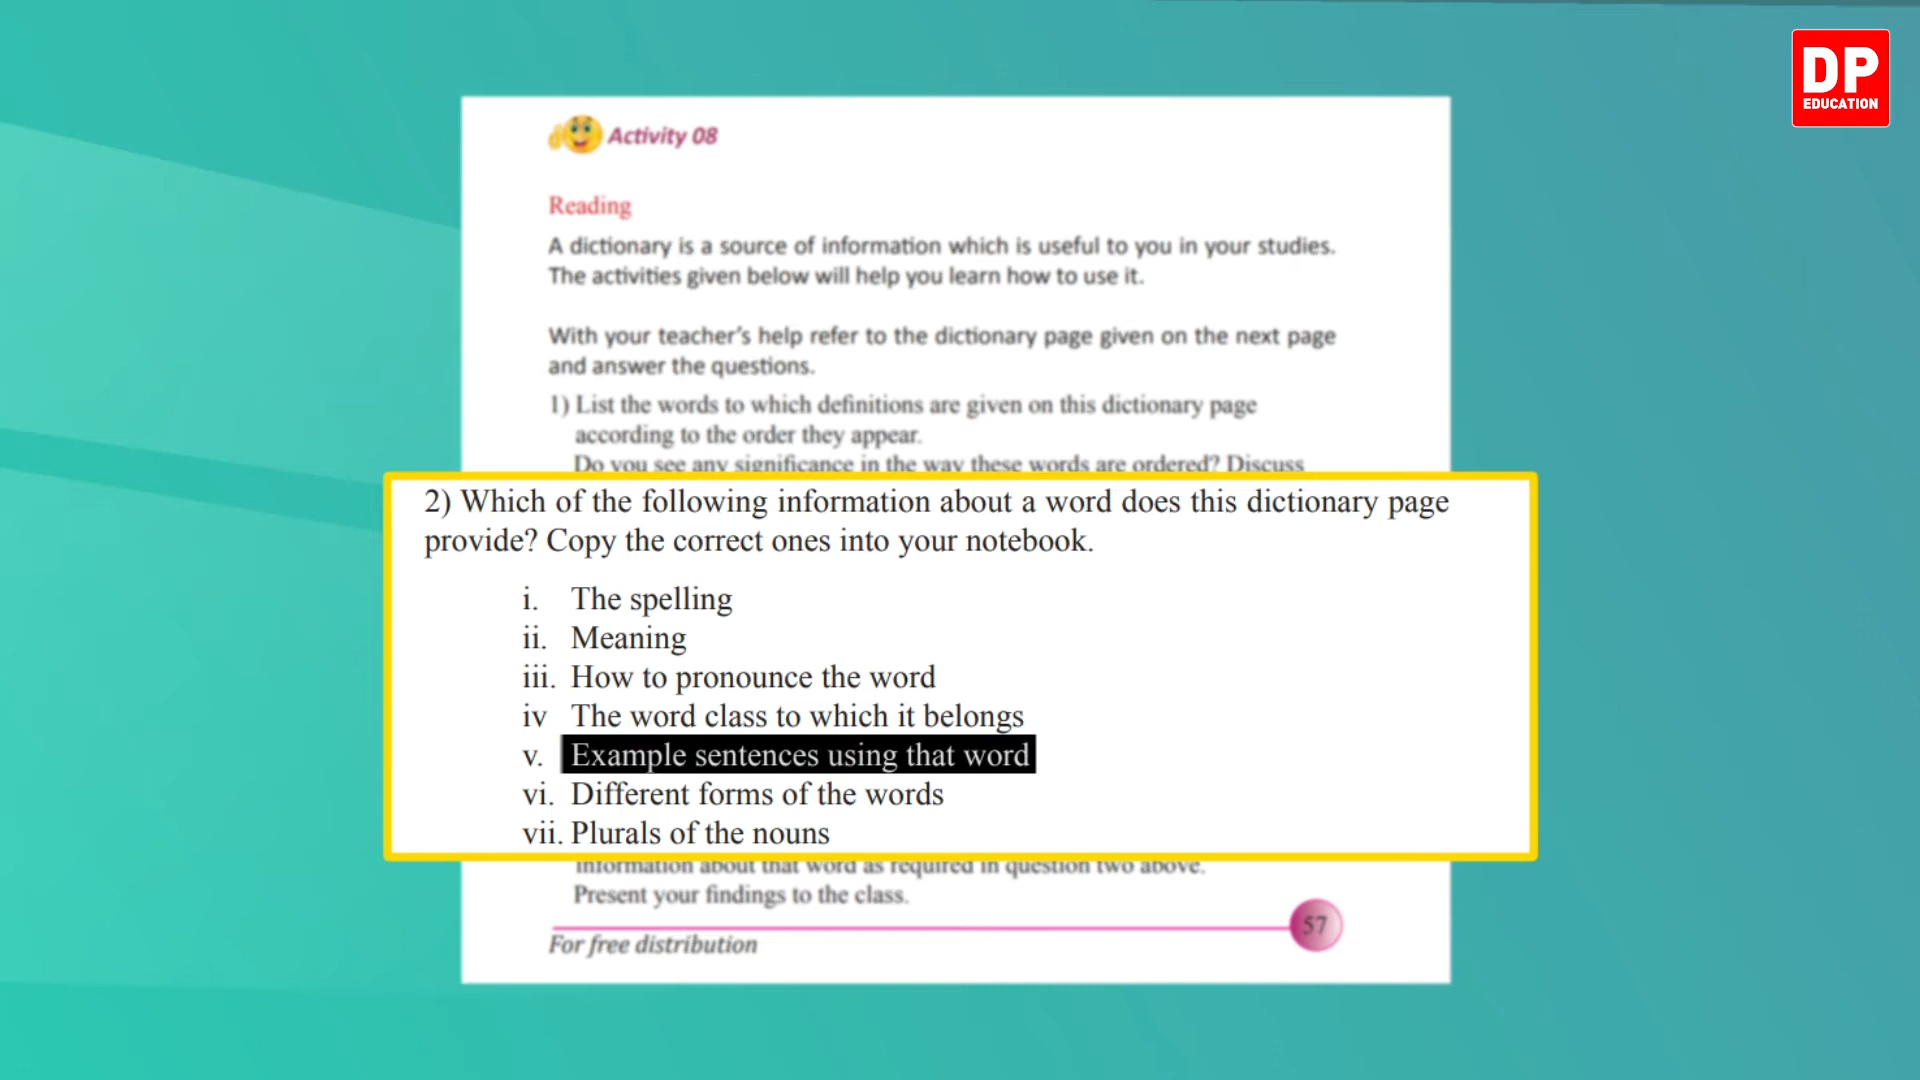 DP
EDUCATION
Activity 08
Reading
A dictionary is a source of information which is useful to you in your studies.
The activities given below will help you learn how to use it.
With your teacher's help refer to the dictionary page given on the next page
and answer the questions.
1) List the words to which definitions are given on this dictionary page
according to the order they appear.
Do you see any significance in the way these words are ordered? Discuss
2) Which of the following information about a word does this dictionary page
provide? Copy the correct ones into your notebook.
i. The spelling
ii. Meaning
iii. How to pronounce the word
iv The word class to which it belongs
v. Example sentences using that word
vi. Different forms of the words
vii. Plurals of the nouns
information about that word as required in question two above.
Present your findings to the class.
57
For free distribution